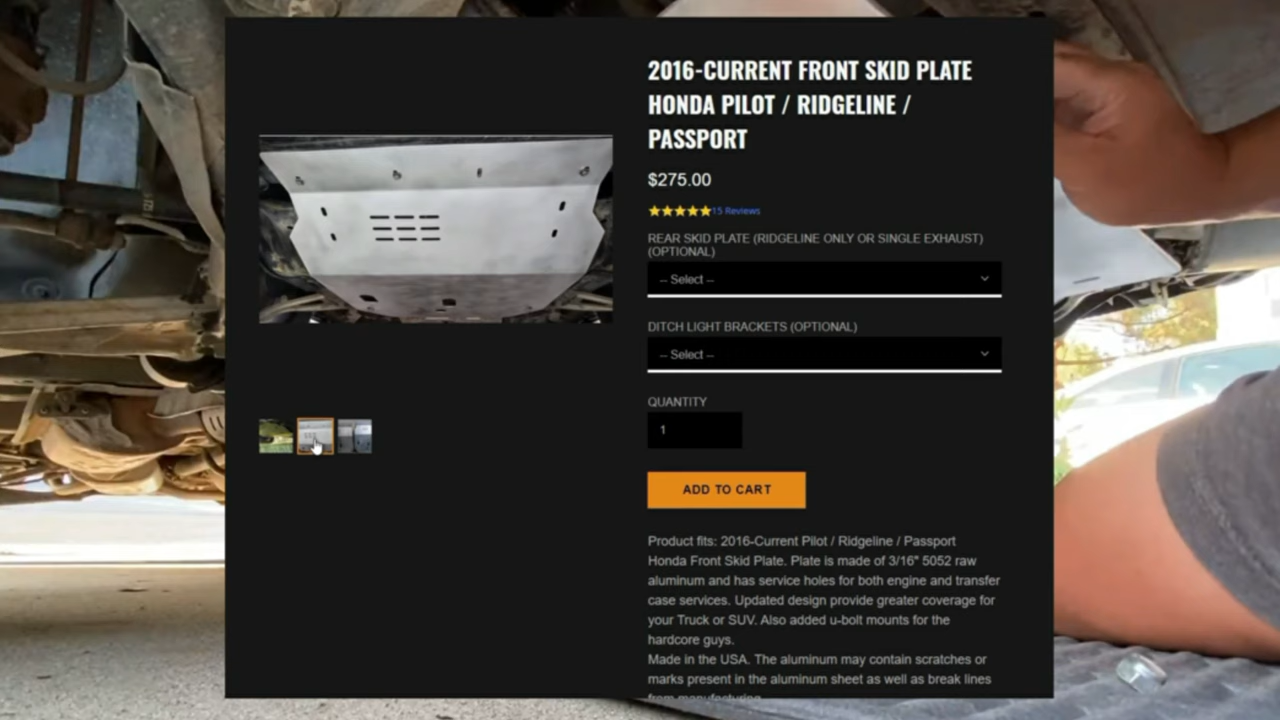 2016-CURRENT FRONT SKID PLATE
HONDA PILOT / RIDGELINE /
PASSPORT
$275.00
15 Reviews
REAR SKID PLATE (RIDGELINE ONLY OR SINGLE EXHAUST)
(OPTIONAL)
-- Select --
DITCH LIGHT BRACKETS (OPTIONAL)
-- Select --
QUANTITY
1
ADD TO CART
Product fits: 2016-Current Pilot / Ridgeline / Passport
Honda Front Skid Plate. Plate is made of 3/16" 5052 raw
aluminum and has service holes for both engine and transfer
case services. Updated design provide greater coverage for
your Truck or SUV. Also added u-bolt mounts for the
hardcore guys.
Made in the USA. The aluminum may contain scratches or
marks present in the aluminum sheet as well as break lines
from manufacturing.